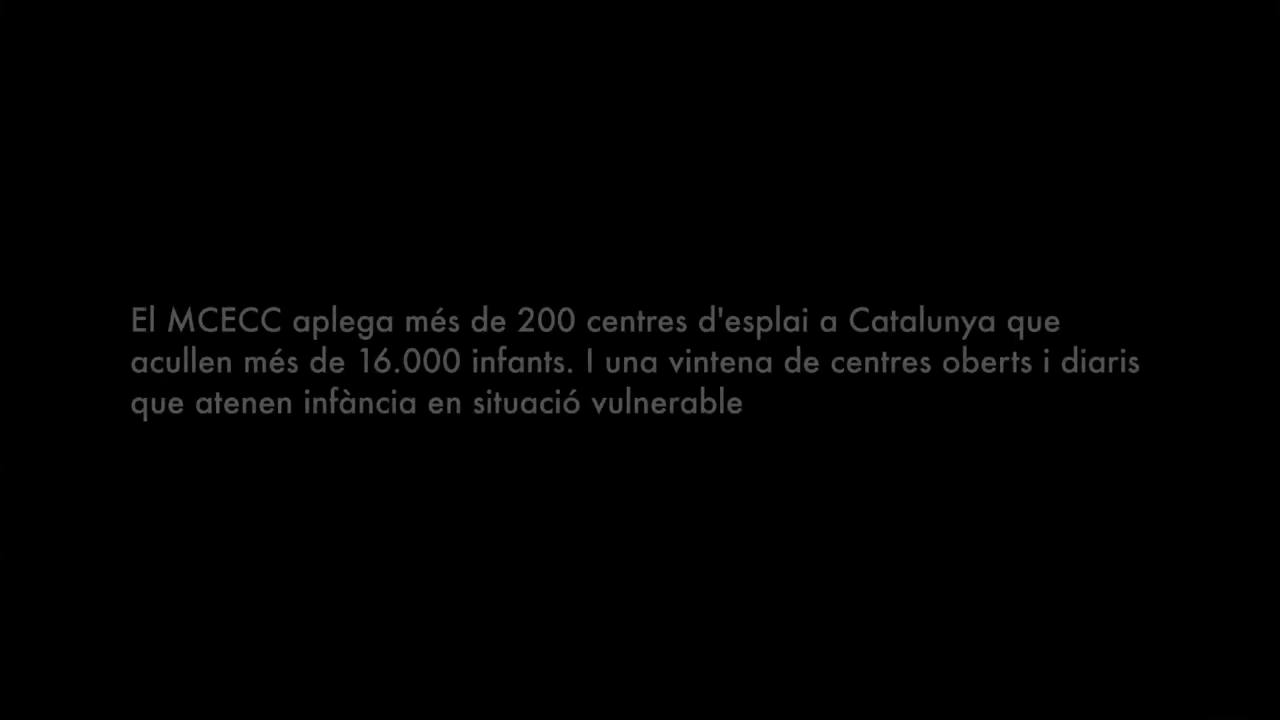 El MCECC aplega més de 200 centres d'esplai a Catalunya que
acullen més de 16.000 infants. I una vintena de centres oberts i diaris
que atenen infància en situació vulnerable